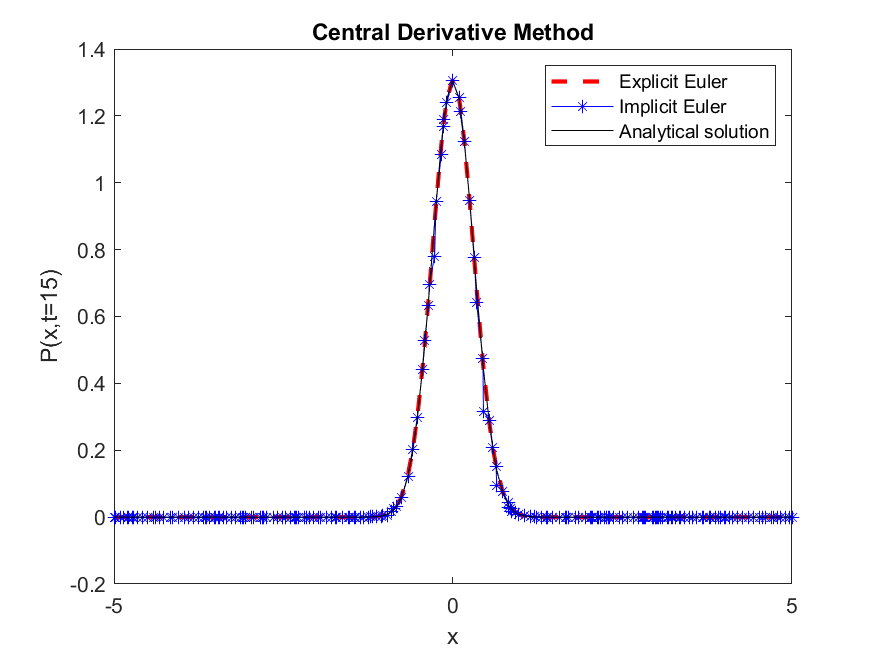 Central Derivative Method
1.4
1.2
1
0.8
0.6
0.4
0.2
0
-0.2
P(x,t=15)
Explicit Euler
Implicit Euler
Analytical solution
-5
0
5
x